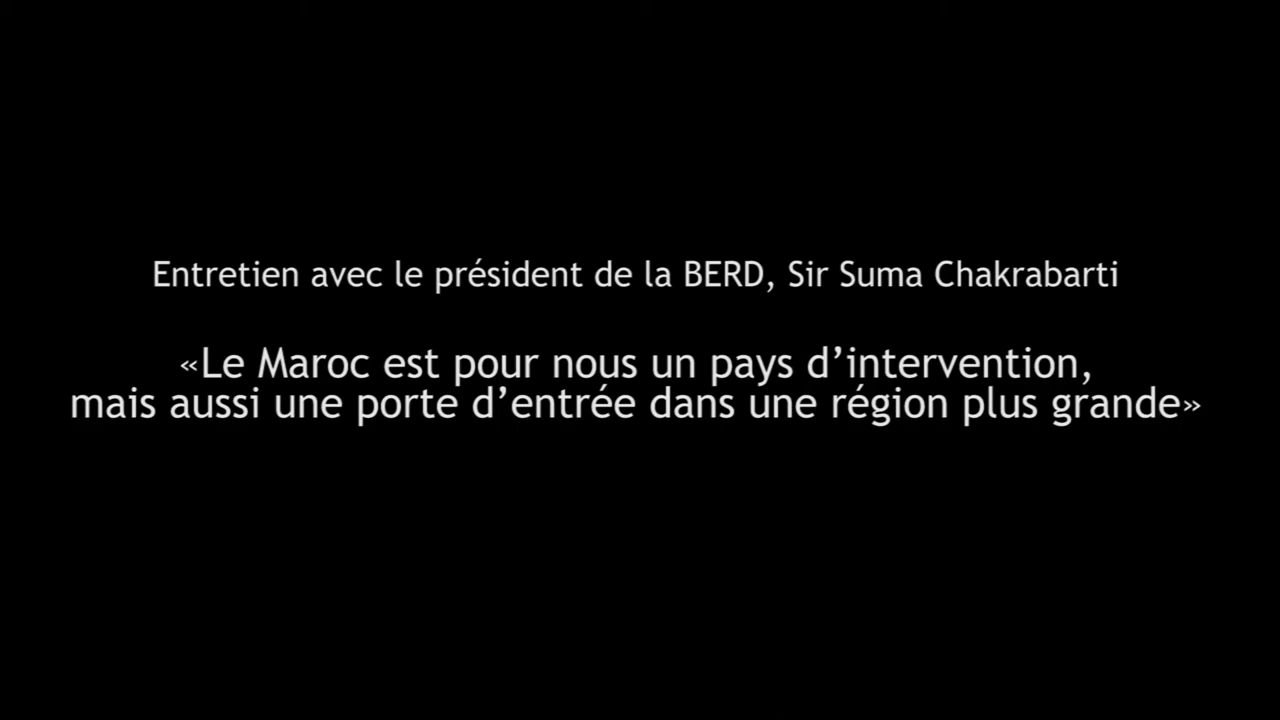 Entretien avec le président de la BERD, Sir Suma Chakrabarti
«Le Maroc est pour nous un pays d’intervention,
mais aussi une porte d’entrée dans une région plus grande»